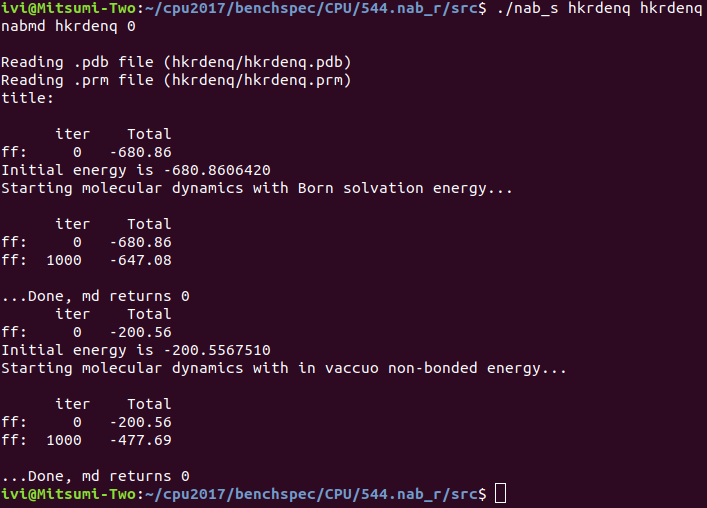 ivi@Mitsumi-Two:~/cpu2017/benchspec/CPU/544.nab_r/src$ ./nab_s hkrdenq hkrdenq
nabmd hkrdenq 0
Reading .pdb file (hkrdenq/hkrdenq.pdb)
Reading .prm file (hkrdenq/hkrdenq.prm)
title:
iter Total
ff: 0 -680.86
Initial energy is -680.8606420
Starting molecular dynamics with Born solvation energy...
iter Total
ff: 0 -680.86
ff: 1000 -647.08
...Done, md returns 0
iter Total
ff: 0 -200.56
Initial energy is -200.5567510
Starting molecular dynamics with in vaccuo non-bonded energy...
iter Total
ff: 0 -200.56
ff: 1000 -477.69
...Done, md returns 0
ivi@Mitsumi-Two:~/cpu2017/benchspec/CPU/544.nab_r/src$